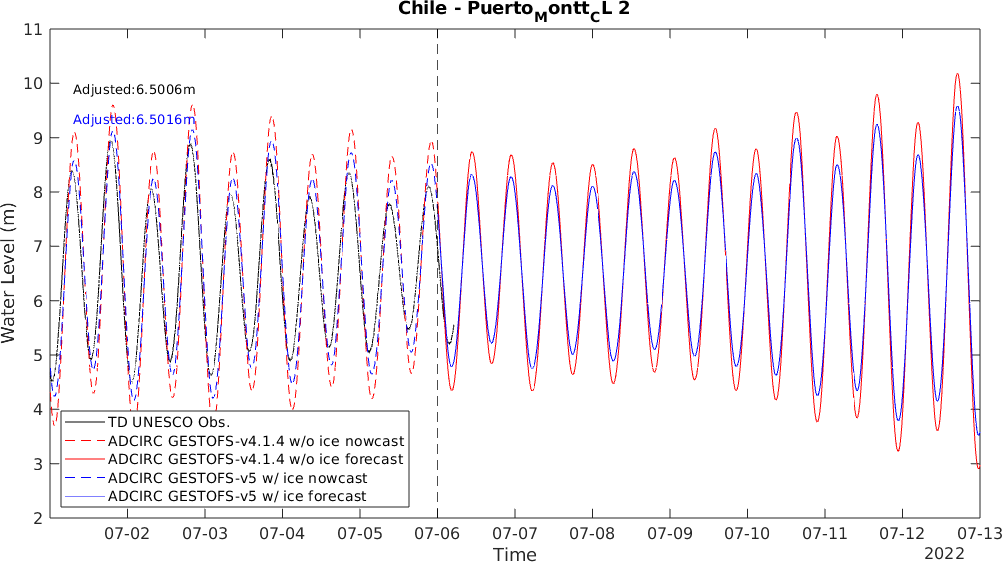 Chile - Puerto_Montt_CL 2
11
10
9
8
7
6
5
4
3
2
Water Level (m)
Adjusted:6.5006m
Adjusted:6.5016m
TD UNESCO Obs.
ADCIRC GESTOFS-v4.1.4 w/o ice nowcast
ADCIRC GESTOFS-v4.1.4 w/o ice forecast
ADCIRC GESTOFS-v5 w/ ice nowcast
ADCIRC GESTOFS-v5 w/ ice forecast
07-02 07-03 07-04 07-05 07-06 07-07 07-08 07-09 07-10 07-11 07-12 07-13
Time
2022